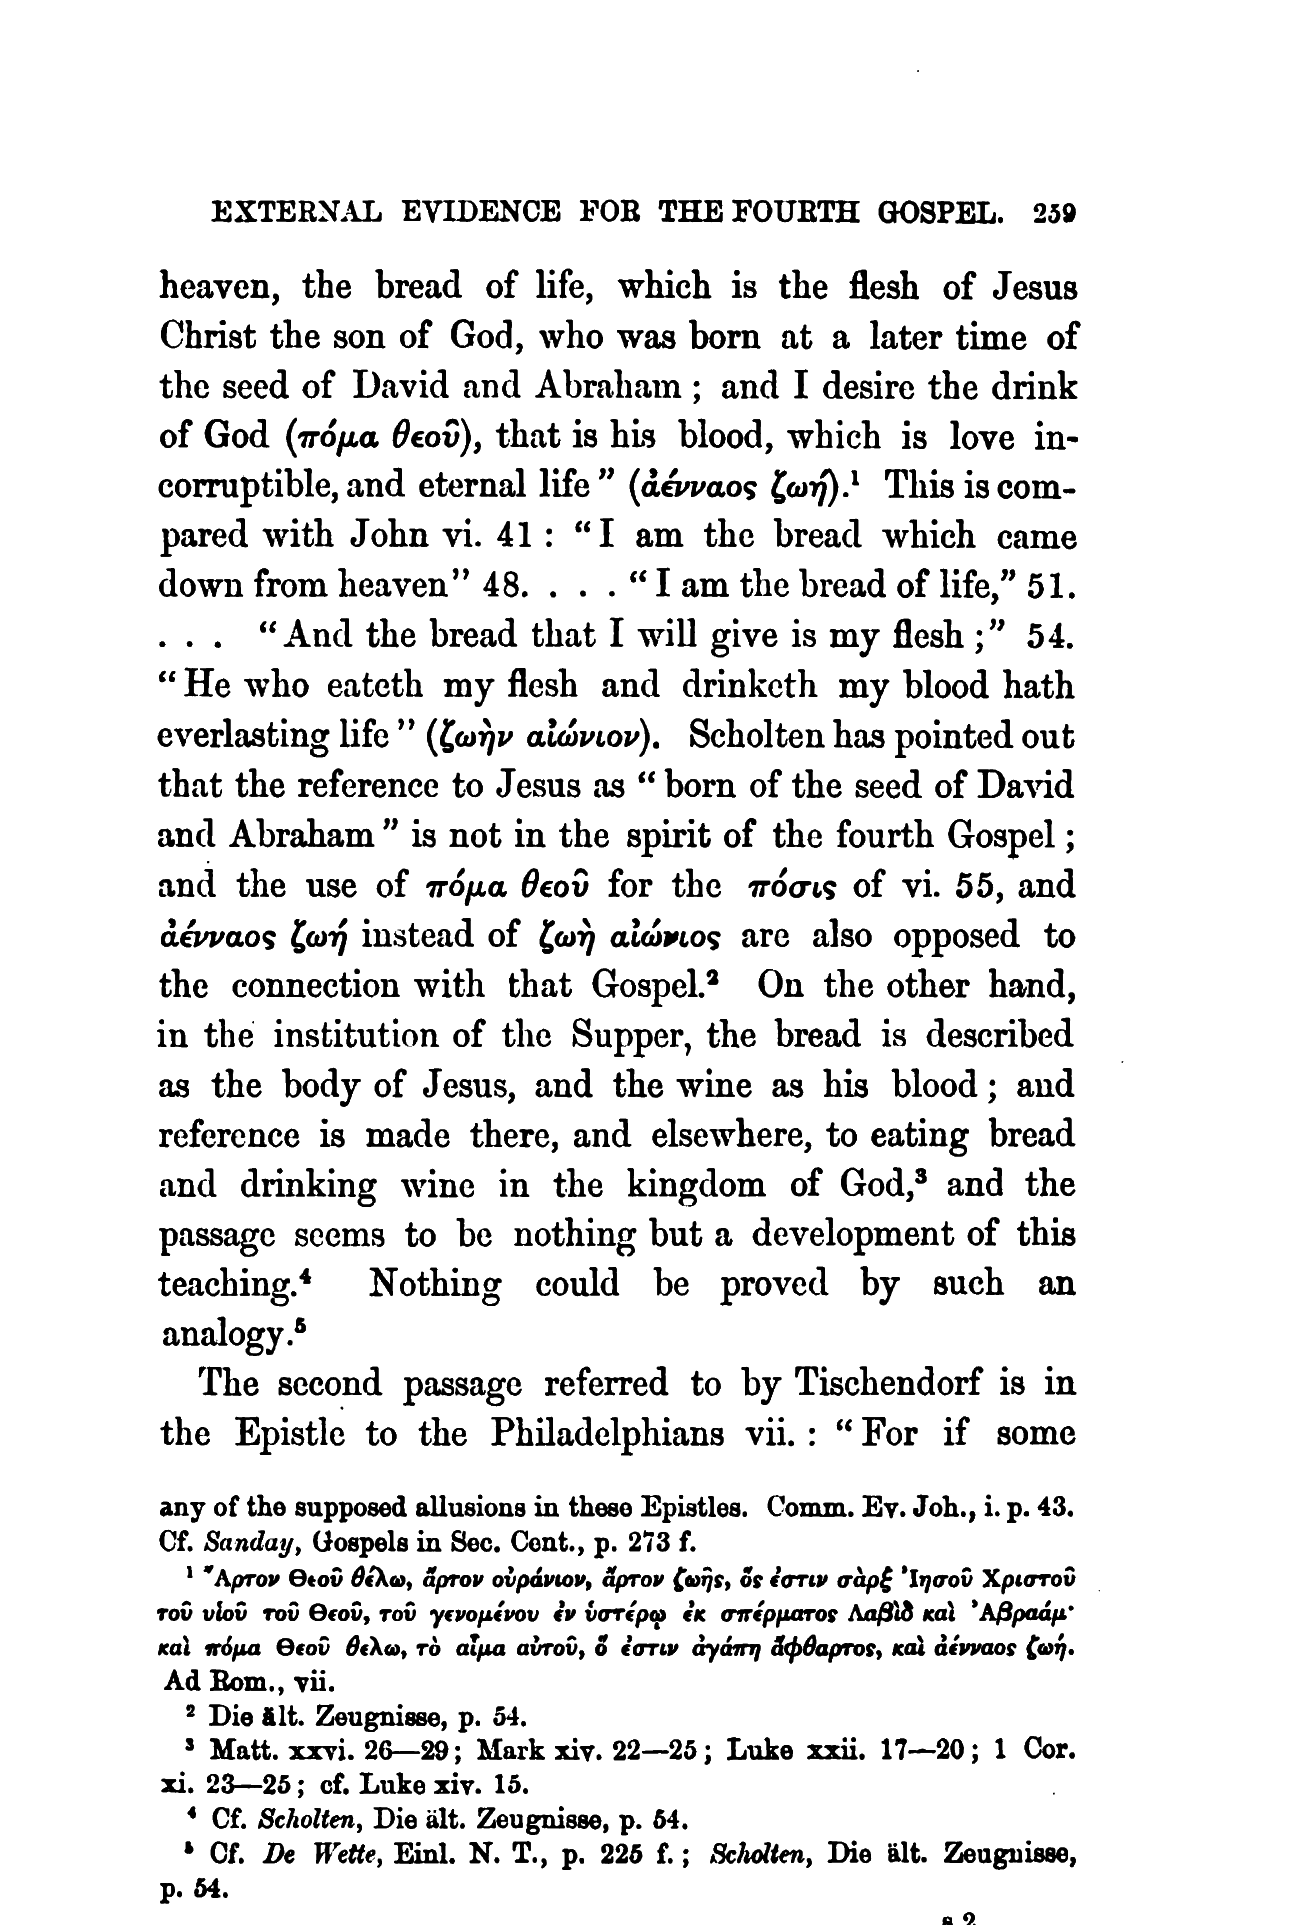 EXTERNAL EVIDENCE FOR THE FOURTH GOSPEL. 259
heaven, the bread of life, which is the flesh of Jesus
Christ the son of God, who was born at a later time of
the seed of David and Abraham ; and I desire the drink
of God (πόμα θεοῦ), that is his blood, which is love in-
corruptible, and eternal life” (ἀένναος ζωή).¹ This is com-
pared with John vi. 41 : “I am the bread which came
down from heaven” 48. . . . “I am the bread of life,” 51.
. . . “And the bread that I will give is my flesh ;” 54.
“He who eateth my flesh and drinketh my blood hath
everlasting life” (ζωὴν αἰώνιον). Scholten has pointed out
that the reference to Jesus as “born of the seed of David
and Abraham” is not in the spirit of the fourth Gospel ;
and the use of πόμα θεοῦ for the πόσις of vi. 55, and
ἀένναος ζωή instead of ζωὴ αἰώνιος are also opposed to
the connection with that Gospel.² On the other hand,
in the institution of the Supper, the bread is described
as the body of Jesus, and the wine as his blood ; and
reference is made there, and elsewhere, to eating bread
and drinking wine in the kingdom of God,³ and the
passage seems to be nothing but a development of this
teaching.⁴ Nothing could be proved by such an
analogy.⁵
The second passage referred to by Tischendorf is in
the Epistle to the Philadelphians vii. : “For if some
any of the supposed allusions in these Epistles. Comm. Ev. Joh., i. p. 43.
Cf. Sanday, Gospels in Sec. Cent., p. 273 f.
¹ Ἄρτον Θεοῦ θέλω, ἄρτον οὐράνιον, ἄρτον ζωῆς, ὅς ἐστιν σὰρξ Ἰησοῦ Χριστοῦ
τοῦ υἱοῦ τοῦ Θεοῦ, τοῦ γενομένου ἐν ὑστέρῳ ἐκ σπέρματος Δαβὶδ καὶ Ἀβραάμ·
καὶ πόμα Θεοῦ θέλω, τὸ αἷμα αὐτοῦ, ὅ ἐστιν ἀγάπη ἄφθαρτος, καὶ ἀένναος ζωή.
Ad Rom., vii.
² Die ält. Zeugnisse, p. 54.
³ Matt. xxvi. 26—29 ; Mark xiv. 22—25 ; Luke xxii. 17—20 ; 1 Cor.
xi. 23—25 ; cf. Luke xiv. 15.
⁴ Cf. Scholten, Die ält. Zeugnisse, p. 54.
⁵ Cf. De Wette, Einl. N. T., p. 225 f. ; Scholten, Die ält. Zeugnisse,
p. 54.
s 2